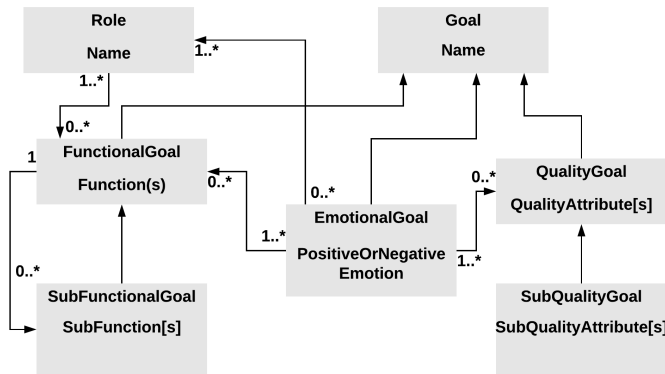 Role
Name
Goal
Name
1..*
1..*
0..*
FunctionalGoal
Function(s)
1
0..*
0..*
1..*
EmotionalGoal
PositiveOrNegative
Emotion
0..*
1..*
QualityGoal
QualityAttribute[s]
0..*
SubFunctionalGoal
SubFunction[s]
SubQualityGoal
SubQualityAttribute[s]